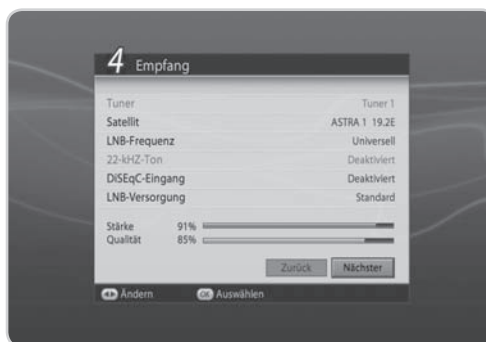 4 Empfang
Tuner Tuner 1
Satellit ASTRA 1 19.2E
LNB-Frequenz Universell
22-kHZ-Ton Deaktiviert
DiSEqC-Eingang Deaktiviert
LNB-Versorgung Standard
Stärke 91%
Qualität 85%
Zurück Nächster
Ändern OK Auswählen